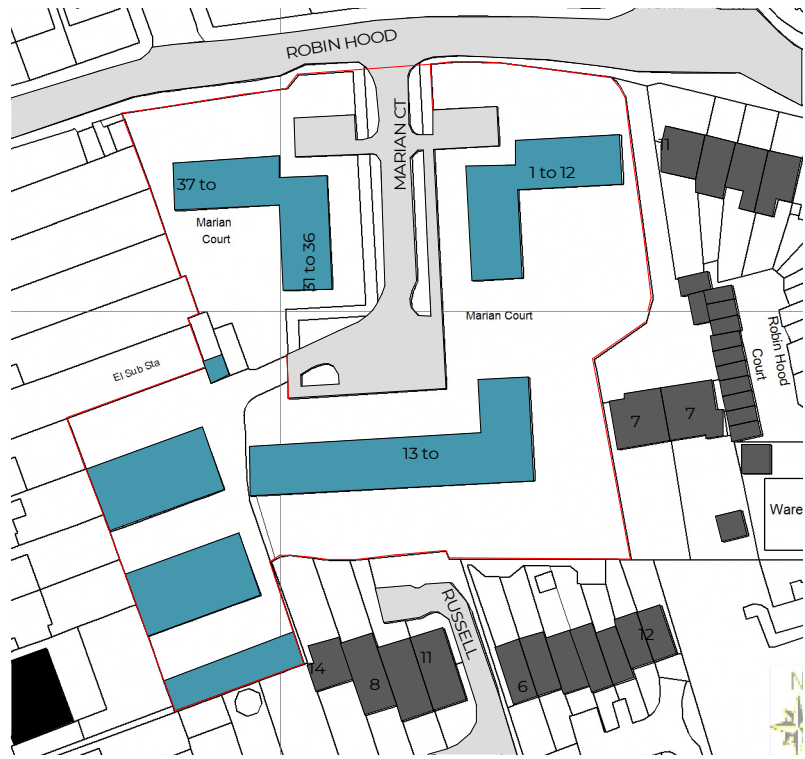 ROBIN HOOD
MARIAN CT
11
37 to
1 to 12
Marian
Court
31 to 36
Marian Court
Robin Hood
Court
El Sub Sta
7
7
13 to
Ware
RUSSELL
14
8
11
6
12
N